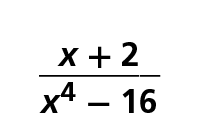 x + 2
x⁴ − 16